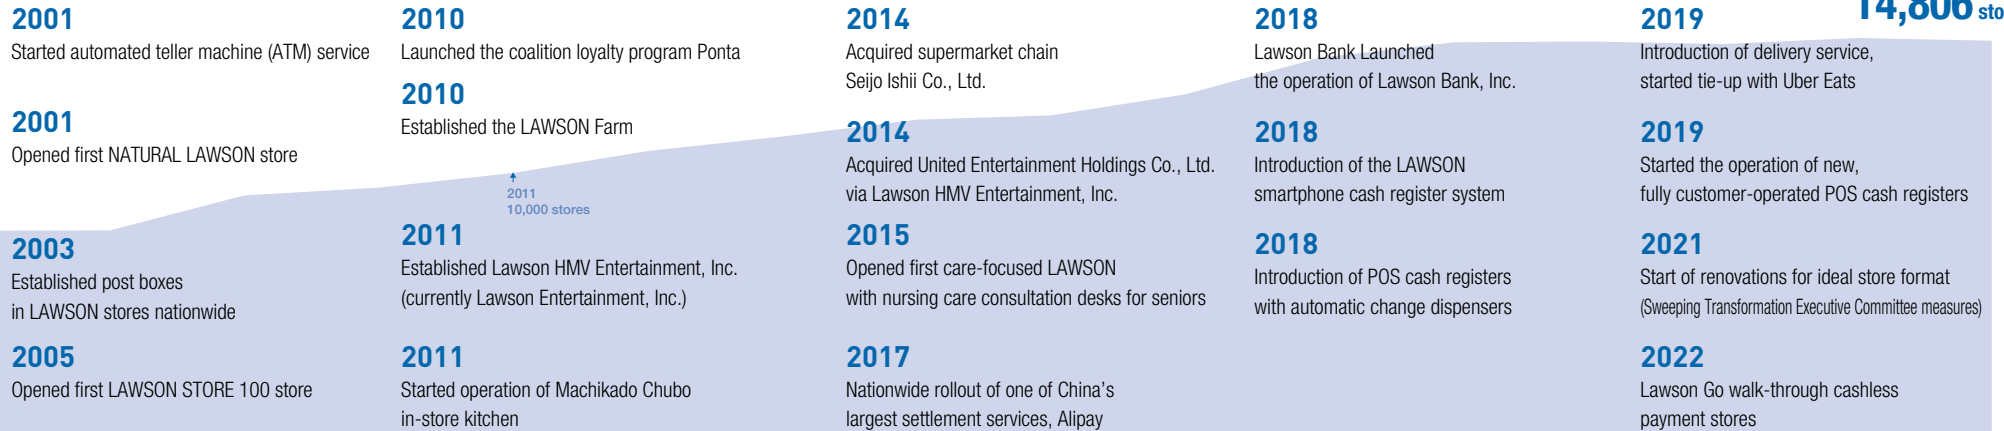 2001
Started automated teller machine (ATM) service
2001
Opened first NATURAL LAWSON store
2003
Established post boxes
in LAWSON stores nationwide
2005
Opened first LAWSON STORE 100 store
2010
Launched the coalition loyalty program Ponta
2010
Established the LAWSON Farm
2011
10,000 stores
2011
Established Lawson HMV Entertainment, Inc.
(currently Lawson Entertainment, Inc.)
2011
Started operation of Machikado Chubo
in-store kitchen
2014
Acquired supermarket chain
Seijo Ishii Co., Ltd.
2014
Acquired United Entertainment Holdings Co., Ltd.
via Lawson HMV Entertainment, Inc.
2015
Opened first care-focused LAWSON
with nursing care consultation desks for seniors
2017
Nationwide rollout of one of China's
largest settlement services, Alipay
2018
Lawson Bank Launched
the operation of Lawson Bank, Inc.
2018
Introduction of the LAWSON
smartphone cash register system
2018
Introduction of POS cash registers
with automatic change dispensers
14,806 sto
2019
Introduction of delivery service,
started tie-up with Uber Eats
2019
Started the operation of new,
fully customer-operated POS cash registers
2021
Start of renovations for ideal store format
(Sweeping Transformation Executive Committee measures)
2022
Lawson Go walk-through cashless
payment stores